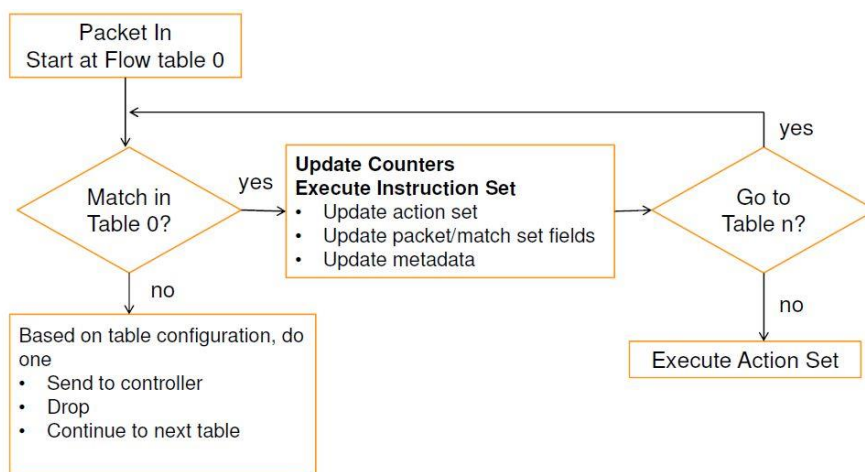 Packet In
Start at Flow table 0
yes
Match in
Table 0?
yes
Update Counters
Execute Instruction Set
• Update action set
• Update packet/match set fields
• Update metadata
Go to
Table n?
no
no
Based on table configuration, do
one
• Send to controller
• Drop
• Continue to next table
Execute Action Set